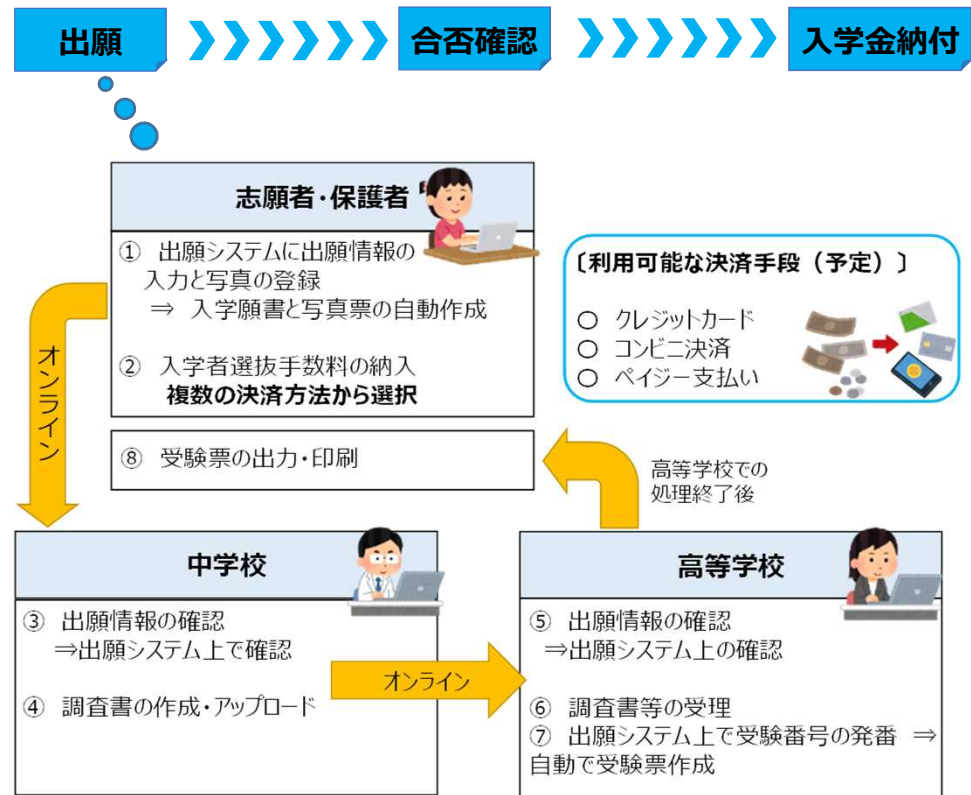 出願
合否確認
入学金納付
志願者・保護者
① 出願システムに出願情報の
入力と写真の登録
⇒ 入学願書と写真票の自動作成
② 入学者選抜手数料の納入
複数の決済方法から選択
⑧ 受験票の出力・印刷
〔利用可能な決済手段（予定）〕
○ クレジットカード
○ コンビニ決済
○ ペイジー支払い
オンライン
高等学校での
処理終了後
中学校
③ 出願情報の確認
⇒出願システム上で確認
④ 調査書の作成・アップロード
オンライン
高等学校
⑤ 出願情報の確認
⇒出願システム上の確認
⑥ 調査書等の受理
⑦ 出願システム上で受験番号の発番 ⇒
自動で受験票作成